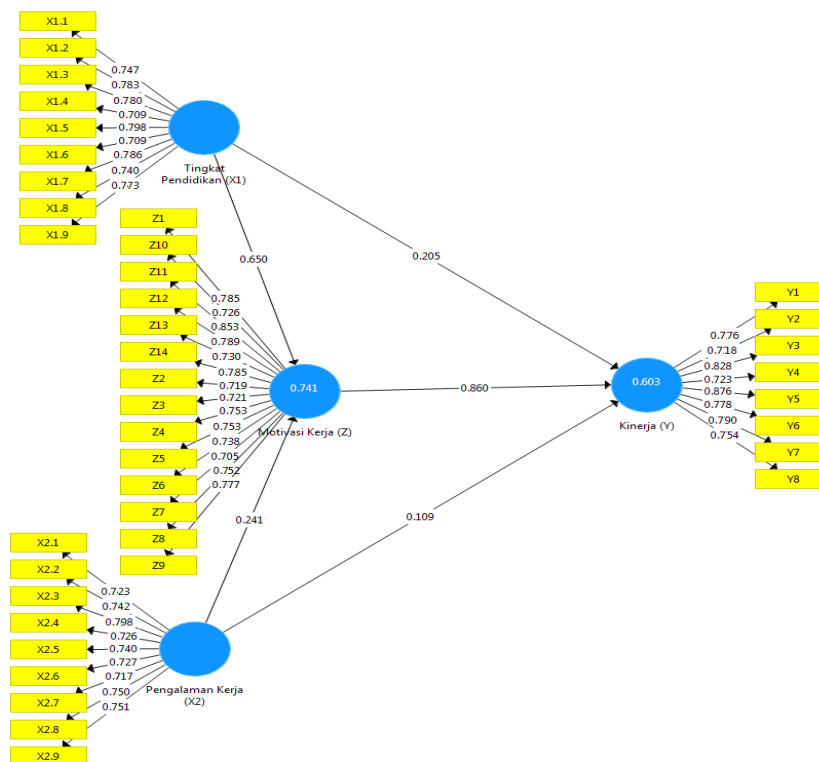 X1.1
X1.2
X1.3
X1.4
X1.5
X1.6
X1.7
X1.8
X1.9
0.747
0.783
0.780
0.709
0.798
0.709
0.786
0.740
0.773
Tingkat
Pendidikan (X1)
0.650
0.205
Z1
Z10
Z11
Z12
Z13
Z14
Z2
Z3
Z4
Z5
Z6
Z7
Z8
Z9
0.785
0.726
0.853
0.789
0.730
0.785
0.719
0.721
0.753
0.753
0.738
0.705
0.752
0.777
0.741
Motivasi Kerja (Z)
0.860
0.241
0.109
X2.1
X2.2
X2.3
X2.4
X2.5
X2.6
X2.7
X2.8
X2.9
0.723
0.742
0.798
0.726
0.740
0.727
0.717
0.750
0.751
Pengalaman Kerja
(X2)
0.603
Kinerja (Y)
0.776
0.718
0.828
0.723
0.876
0.778
0.790
0.754
Y1
Y2
Y3
Y4
Y5
Y6
Y7
Y8